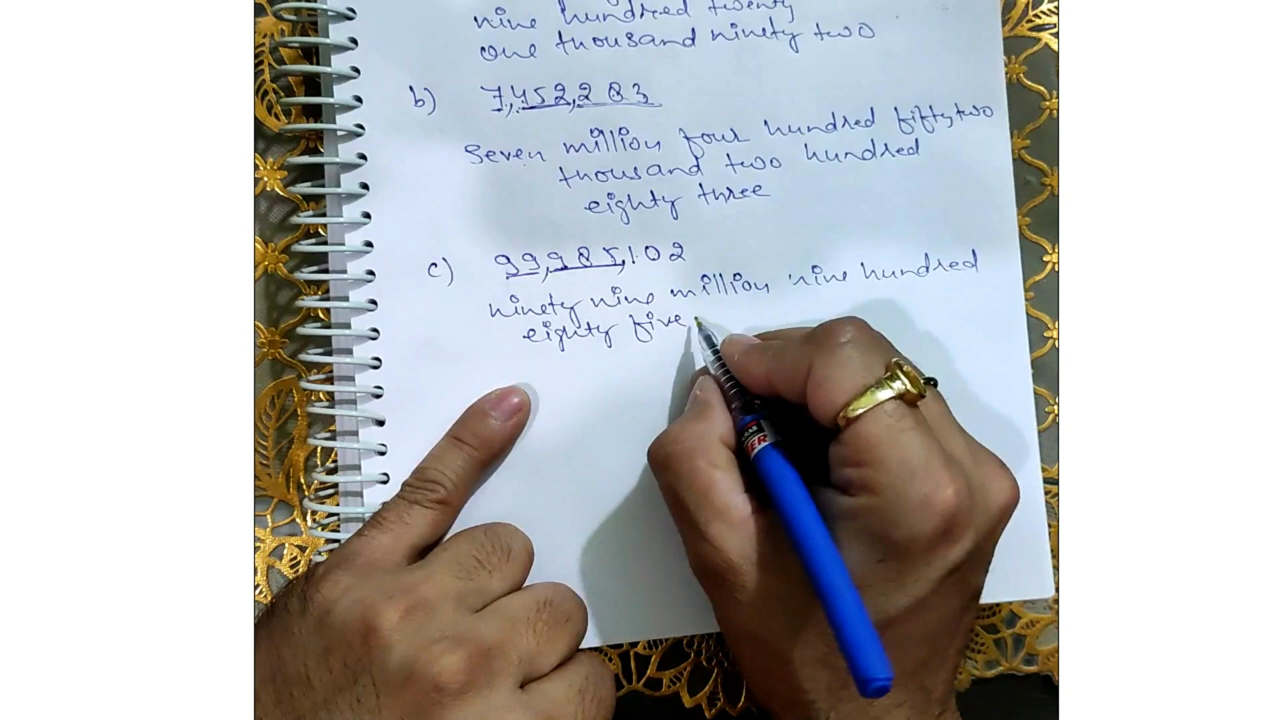 nine hundred twenty
one thousand ninety two
b) 7,452,283
Seven million four hundred fifty two
thousand two hundred
eighty three
c) 99,985,102
ninety nine million nine hundred
eighty five